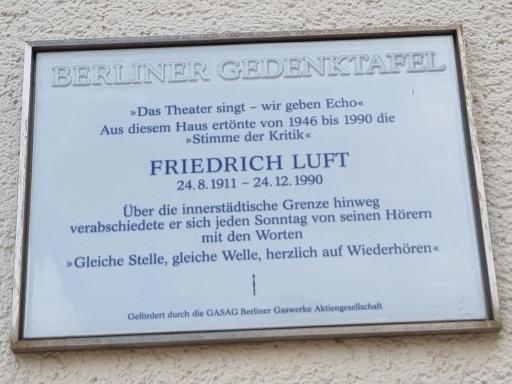 BERLINER GEDENKTAFEL
»Das Theater singt – wir geben Echo«
Aus diesem Haus ertönte von 1946 bis 1990 die
»Stimme der Kritik«
FRIEDRICH LUFT
24.8.1911 – 24.12.1990
Über die innerstädtische Grenze hinweg
verabschiedete er sich jeden Sonntag von seinen Hörern
mit den Worten
»Gleiche Stelle, gleiche Welle, herzlich auf Wiederhören«
Gefördert durch die GASAG Berliner Gaswerke Aktiengesellschaft